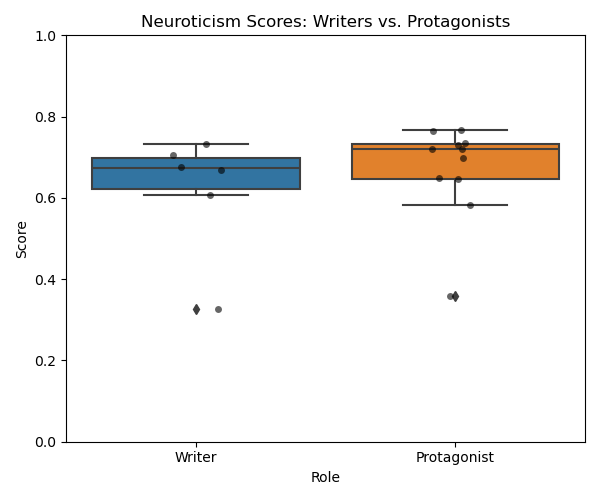 Neuroticism Scores: Writers vs. Protagonists
1.0
0.8
0.6
0.4
0.2
0.0
Score
Writer
Protagonist
Role